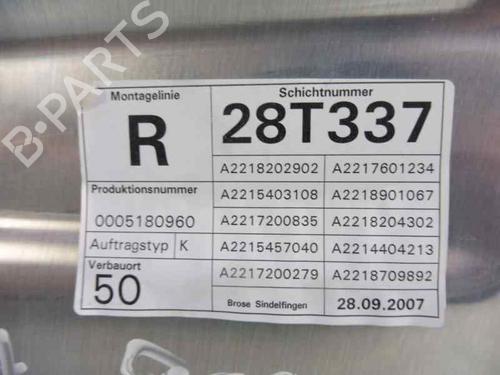 Montagelinie
R
Produktionsnummer
0005180960
Auftragstyp K
Verbauort
50
Schichtnummer
28T337
A2218202902 A2217601234
A2215403108 A2218901067
A2217200835 A2218204302
A2215457040 A2214404213
A2217200279 A2218709892
Brose Sindelfingen 28.09.2007